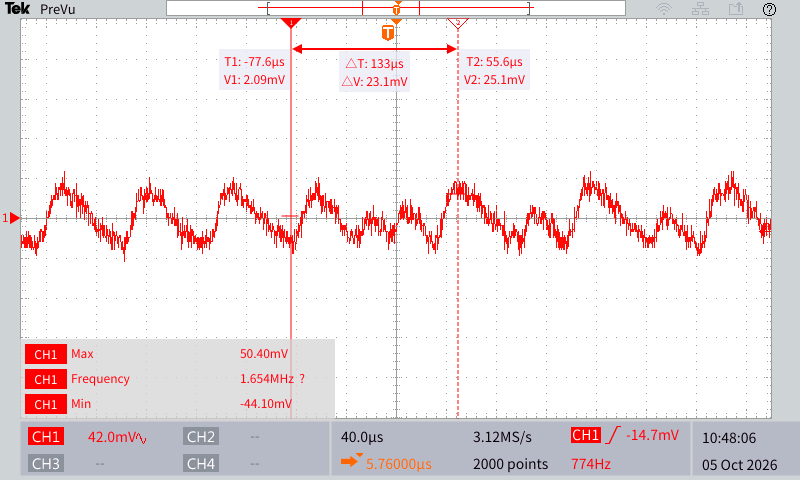 Tek PreVu
T
1
2
T
T1: -77.6µs
V1: 2.09mV
△T: 133µs
△V: 23.1mV
T2: 55.6µs
V2: 25.1mV
1
CH1 Max 50.40mV
CH1 Frequency 1.654MHz ?
CH1 Min -44.10mV
CH1 42.0mV CH2 --
CH3 -- CH4 --
40.0µs 3.12MS/s
5.76000µs 2000 points
CH1 -14.7mV
774Hz
10:48:06
05 Oct 2026